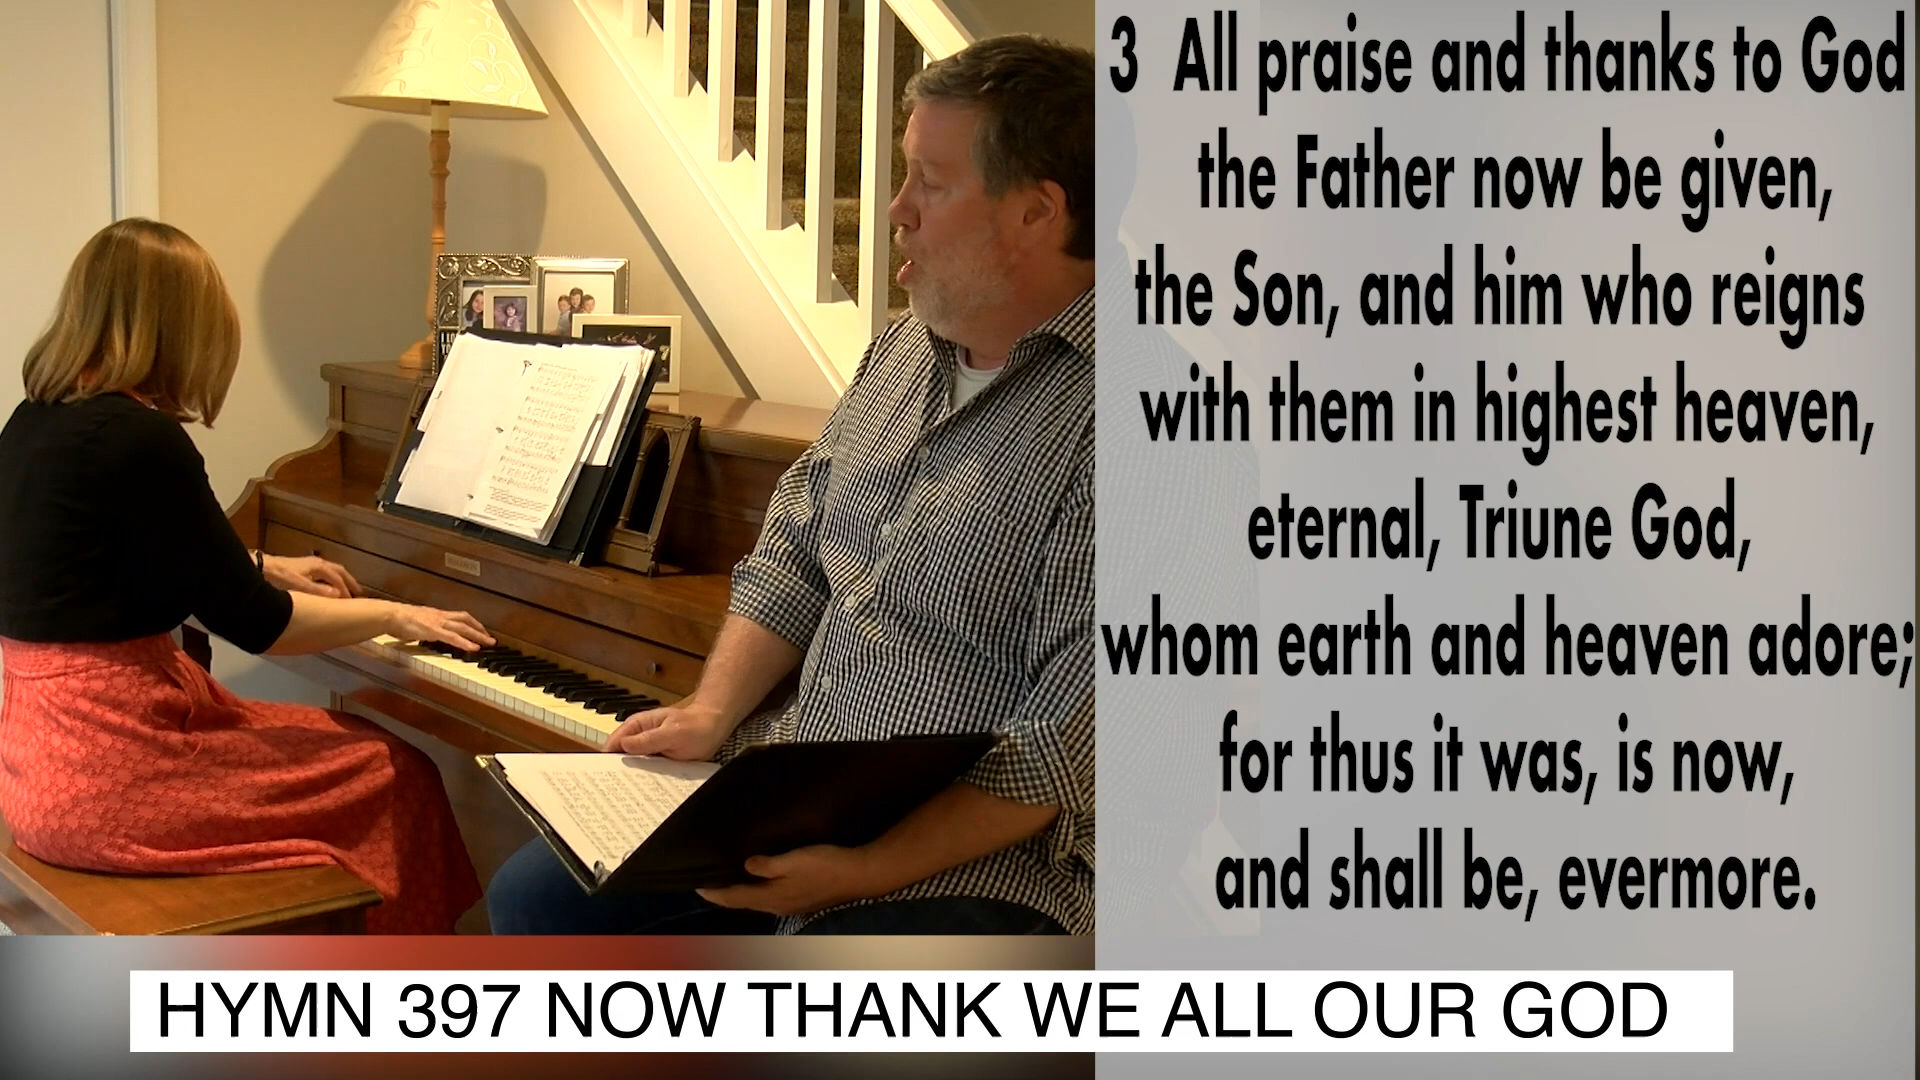 3 All praise and thanks to God
the Father now be given,
the Son, and him who reigns
with them in highest heaven,
eternal, Triune God,
whom earth and heaven adore;
for thus it was, is now,
and shall be, evermore.
HYMN 397 NOW THANK WE ALL OUR GOD